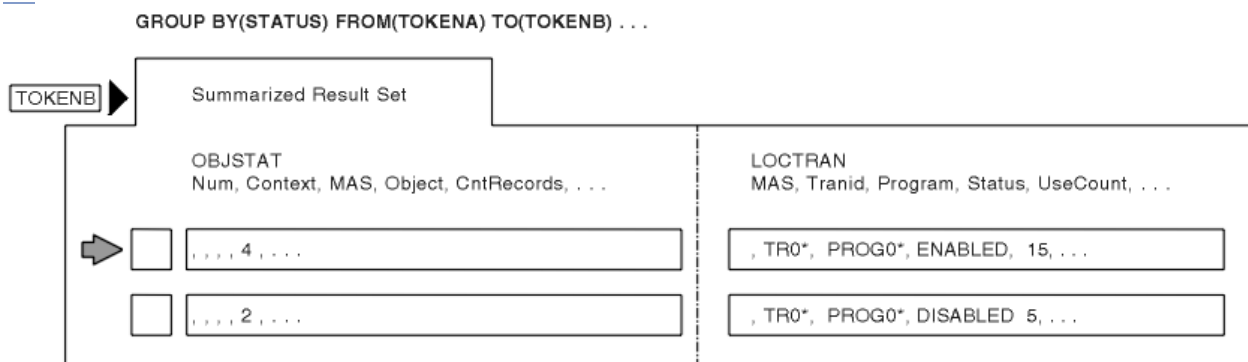 GROUP BY(STATUS) FROM(TOKENA) TO(TOKENB) . . .
TOKENB
Summarized Result Set
OBJSTAT
Num, Context, MAS, Object, CntRecords, . . .
LOCTRAN
MAS, Tranid, Program, Status, UseCount, . . .
, , , , 4 , . . .
, TR0*, PROG0*, ENABLED, 15, . . .
, , , , 2 , . . .
, TR0*, PROG0*, DISABLED 5, . . .